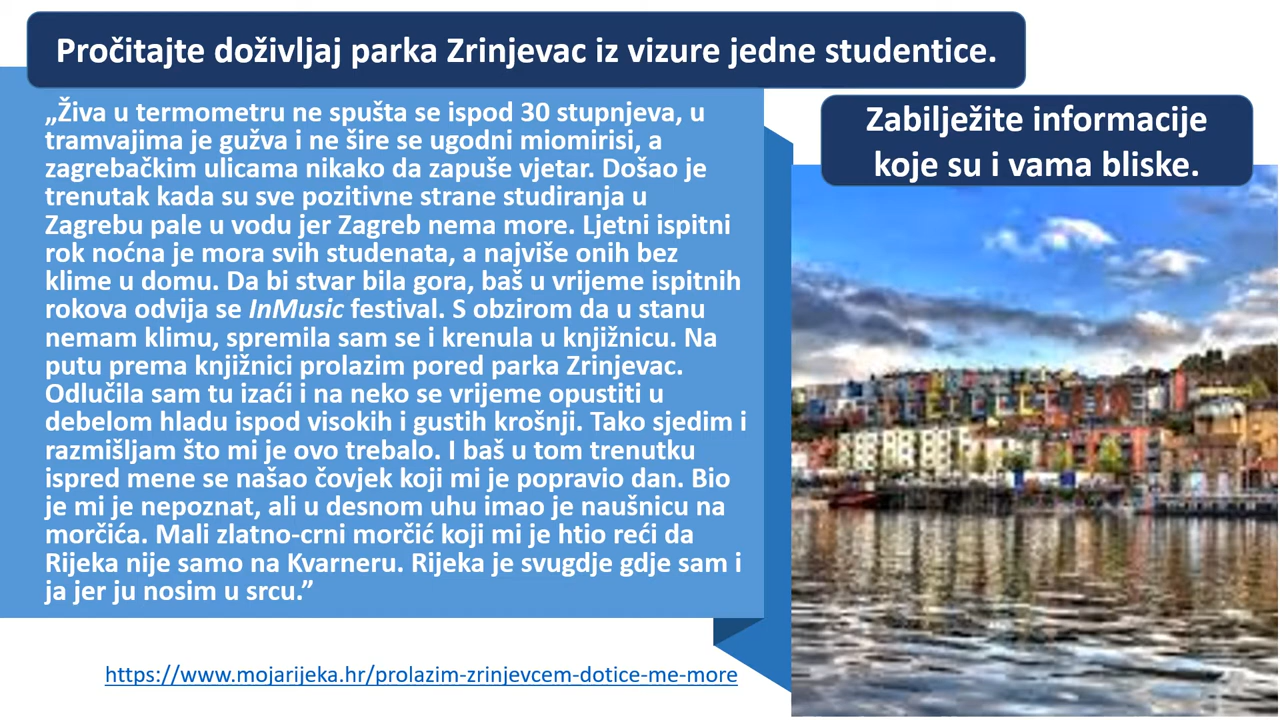 Pročitajte doživljaj parka Zrinjevac iz vizure jedne studentice.
„Živa u termometru ne spušta se ispod 30 stupnjeva, u
tramvajima je gužva i ne šire se ugodni miomirisi, a
zagrebačkim ulicama nikako da zapuše vjetar. Došao je
trenutak kada su sve pozitivne strane studiranja u
Zagrebu pale u vodu jer Zagreb nema more. Ljetni ispitni
rok noćna je mora svih studenata, a najviše onih bez
klime u domu. Da bi stvar bila gora, baš u vrijeme ispitnih
rokova odvija se InMusic festival. S obzirom da u stanu
nemam klimu, spremila sam se i krenula u knjižnicu. Na
putu prema knjižnici prolazim pored parka Zrinjevac.
Odlučila sam tu izaći i na neko se vrijeme opustiti u
debelom hladu ispod visokih i gustih krošnji. Tako sjedim i
razmišljam što mi je ovo trebalo. I baš u tom trenutku
ispred mene se našao čovjek koji mi je popravio dan. Bio
je mi je nepoznat, ali u desnom uhu imao je naušnicu na
morčića. Mali zlatno-crni morčić koji mi je htio reći da
Rijeka nije samo na Kvarneru. Rijeka je svugdje gdje sam i
ja jer ju nosim u srcu.”
https://www.mojarijeka.hr/prolazim-zrinjevcem-dotice-me-more
Zabilježite informacije
koje su i vama bliske.